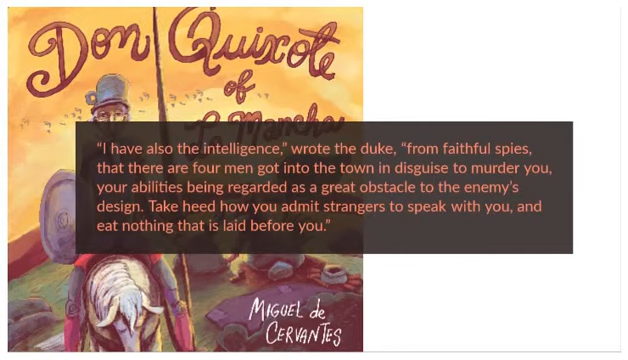 Don Quixote
of
La Mancha
“I have also the intelligence,” wrote the duke, “from faithful spies,
that there are four men got into the town in disguise to murder you,
your abilities being regarded as a great obstacle to the enemy’s
design. Take heed how you admit strangers to speak with you, and
eat nothing that is laid before you.”
MIGUEL de
CERVANTES